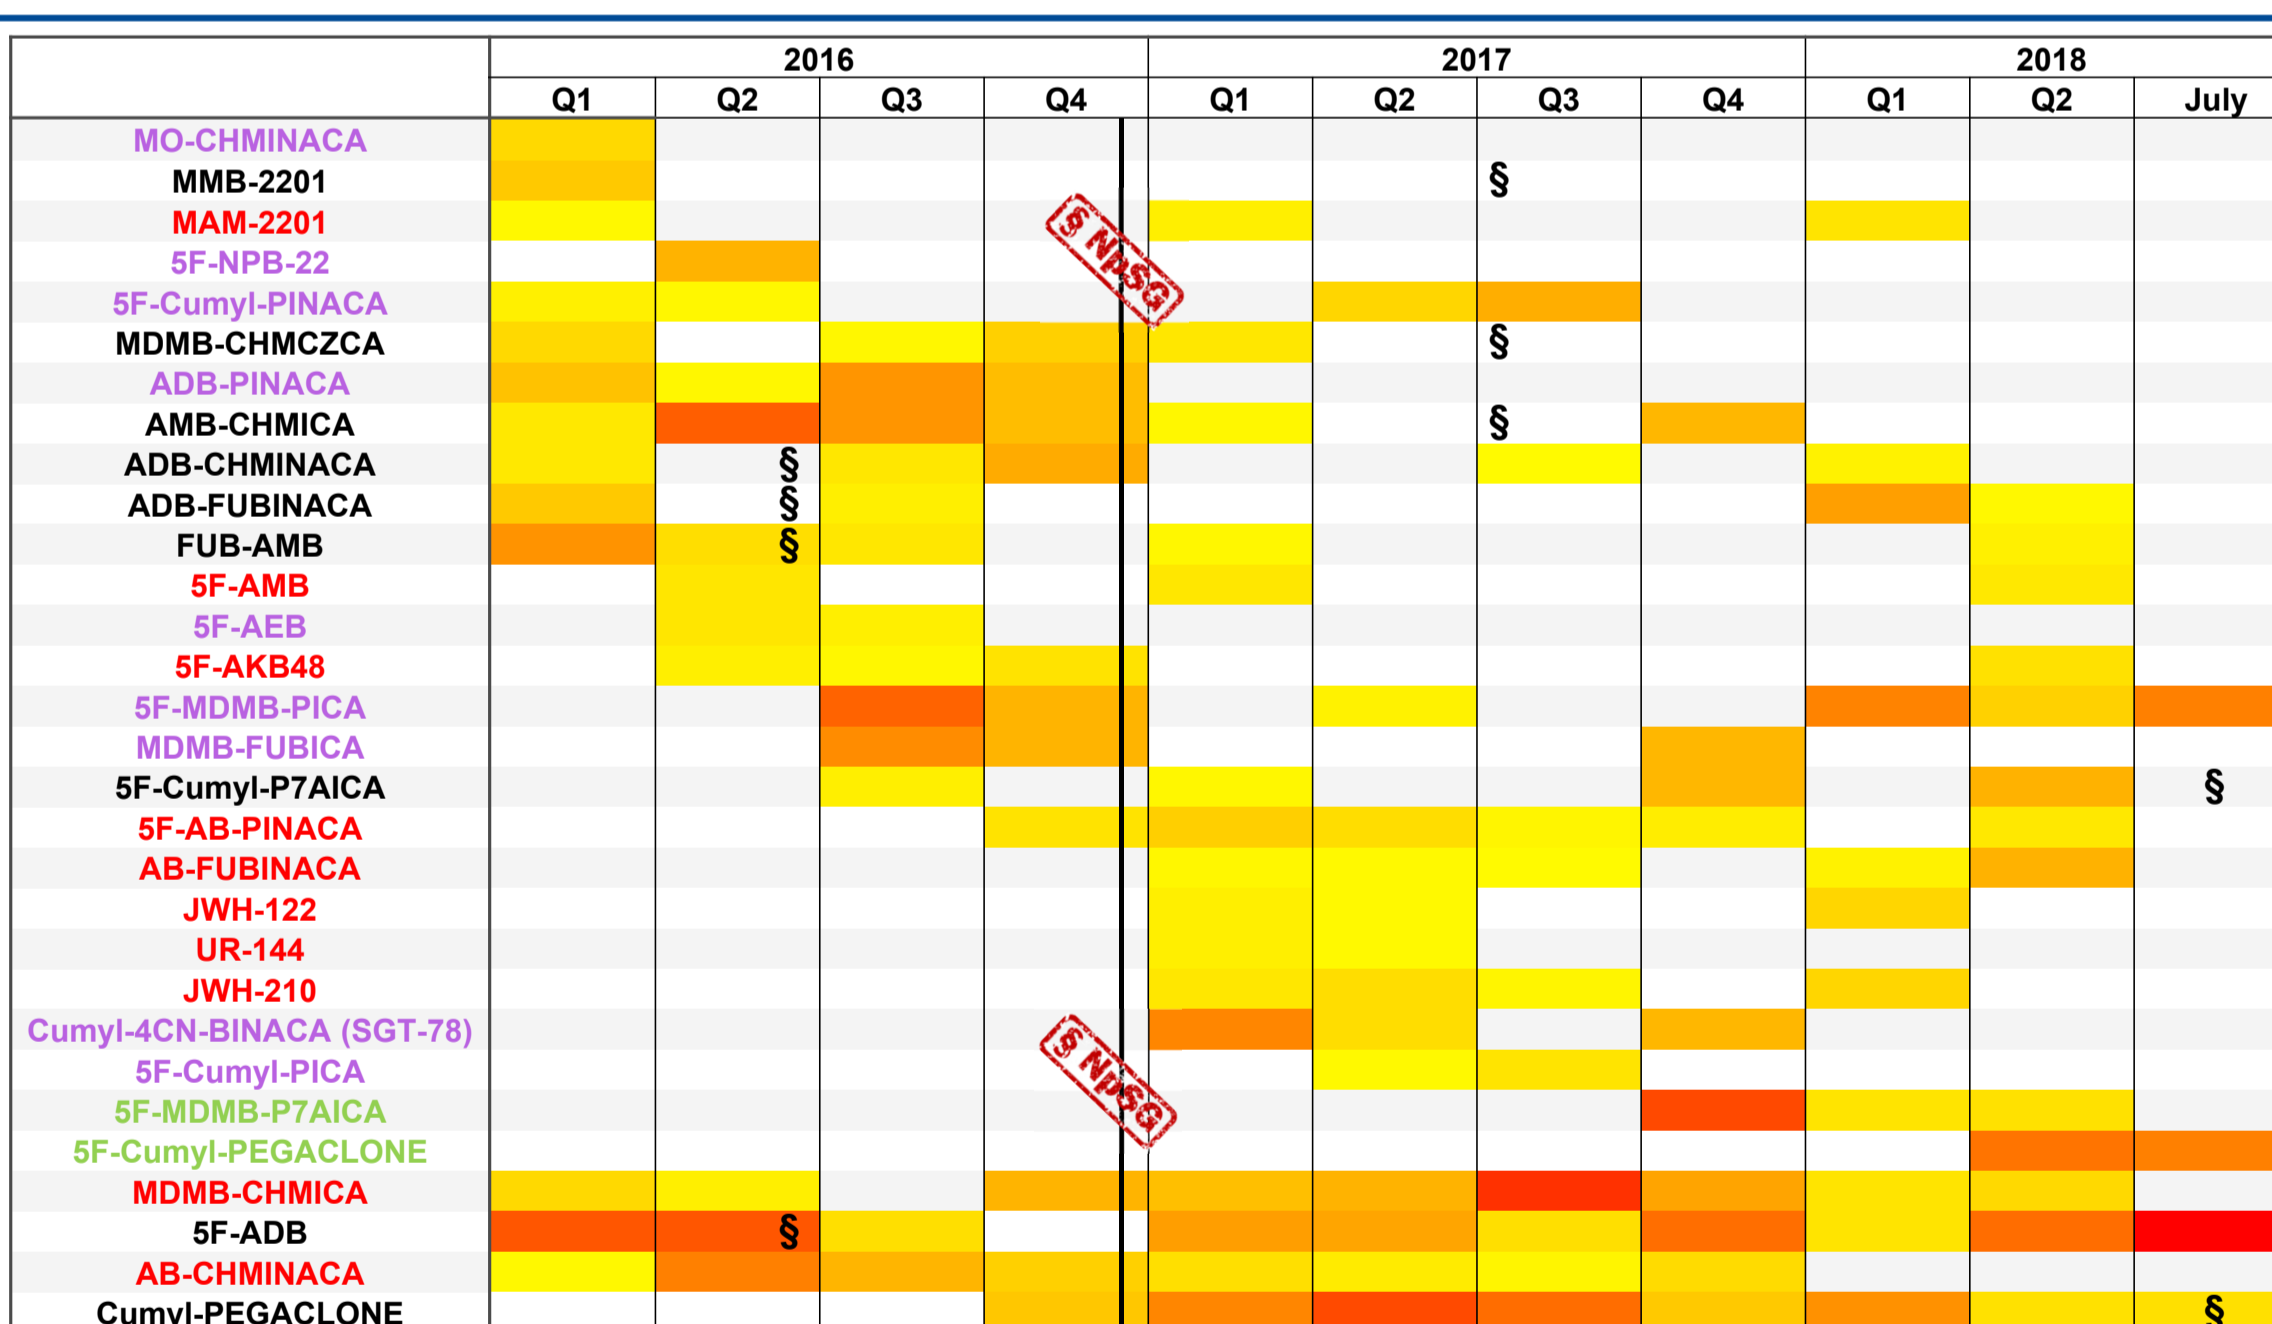 2016 2017 2018
Q1 Q2 Q3 Q4 Q1 Q2 Q3 Q4 Q1 Q2 July
MO-CHMINACA
MMB-2201 §
MAM-2201
§ NpSG
5F-NPB-22
5F-Cumyl-PINACA
MDMB-CHMCZCA §
ADB-PINACA
AMB-CHMICA §
ADB-CHMINACA §
ADB-FUBINACA §
FUB-AMB §
5F-AMB
5F-AEB
5F-AKB48
5F-MDMB-PICA
MDMB-FUBICA
5F-Cumyl-P7AICA §
5F-AB-PINACA
AB-FUBINACA
JWH-122
UR-144
JWH-210
Cumyl-4CN-BINACA (SGT-78)
§ NpSG
5F-Cumyl-PICA
5F-MDMB-P7AICA
5F-Cumyl-PEGACLONE
MDMB-CHMICA
5F-ADB §
AB-CHMINACA
Cumyl-PEGACLONE §